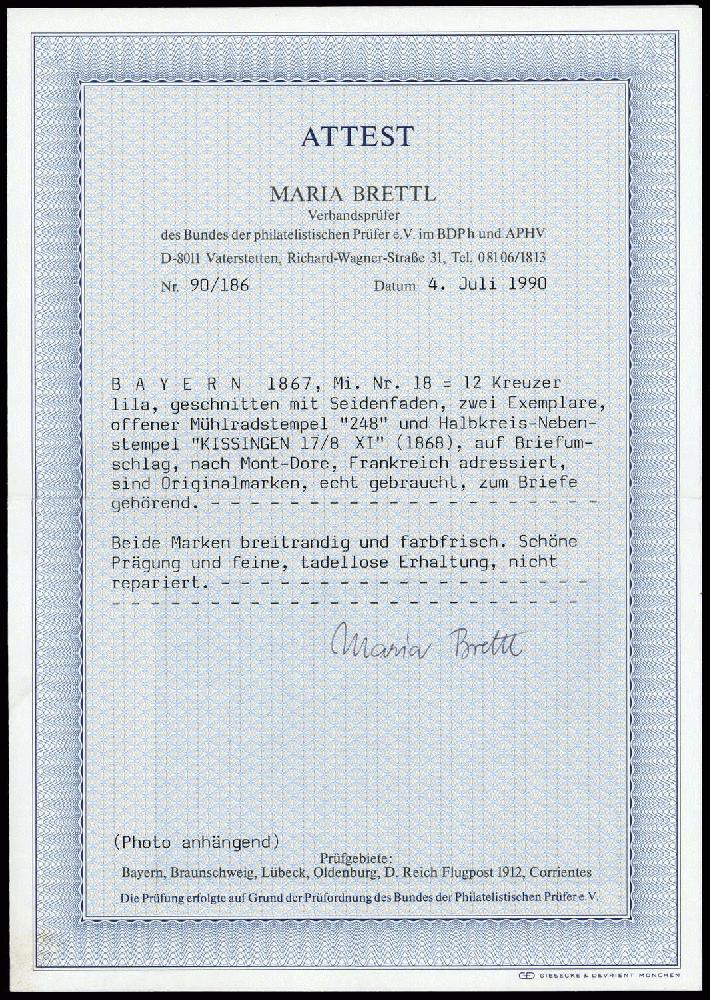 ATTEST
MARIA BRETTL
Verbandsprüfer
des Bundes der philatelistischen Prüfer e.V. im BDPh und APHV
D-8011 Vaterstetten, Richard-Wagner-Straße 31, Tel. 08106/1813
Nr. 90/186 Datum 4. Juli 1990
B A Y E R N 1867, Mi. Nr. 18 = 12 Kreuzer
lila, geschnitten mit Seidenfaden, zwei Exemplare,
offener Mühlradstempel "248" und Halbkreis-Neben-
stempel "KISSINGEN 17/8 XI" (1868), auf Briefum-
schlag, nach Mont-Dore, Frankreich adressiert,
sind Originalmarken, echt gebraucht, zum Briefe
gehörend. - - - - - - - - - - - - - - - - - - - -
Beide Marken breitrandig und farbfrisch. Schöne
Prägung und feine, tadellose Erhaltung, nicht
repariert. - - - - - - - - - - - - - - - - - - -
- - - - - - - - - - - - - - - - - - - - - - - -
Maria Brettl
(Photo anhängend)
Prüfgebiete:
Bayern, Braunschweig, Lübeck, Oldenburg, D. Reich Flugpost 1912, Corrientes
Die Prüfung erfolgte auf Grund der Prüfordnung des Bundes der Philatelistischen Prüfer e.V.
GIESECKE & DEVRIENT MÜNCHEN